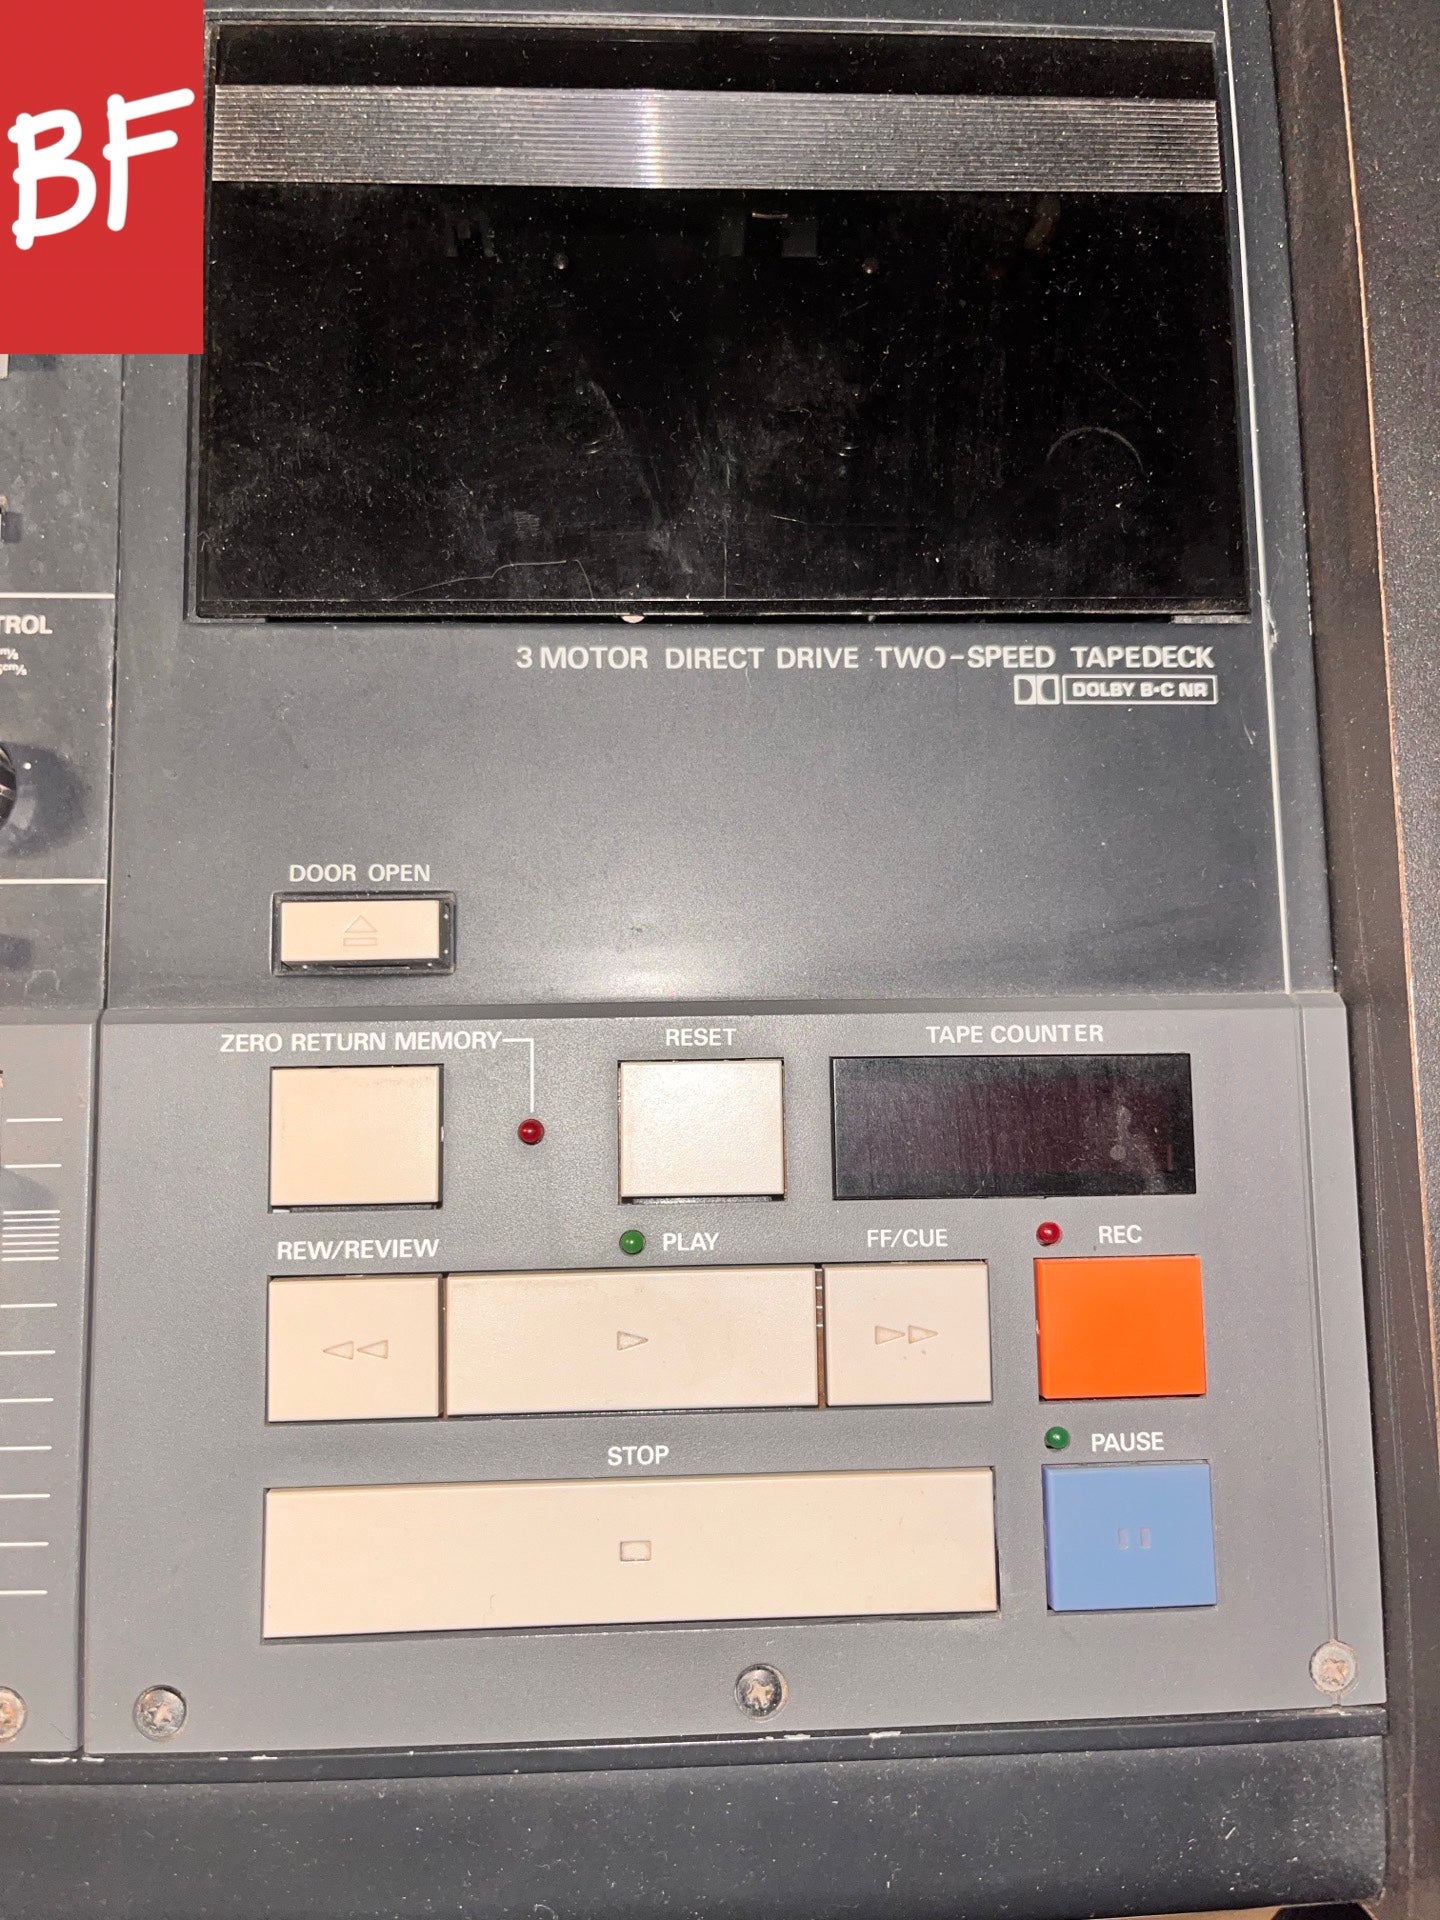 BF
TROL
3 MOTOR DIRECT DRIVE TWO-SPEED TAPEDECK
DOLBY B·C NR
DOOR OPEN
ZERO RETURN MEMORY
RESET
TAPE COUNTER
REW/REVIEW
PLAY
FF/CUE
REC
STOP
PAUSE